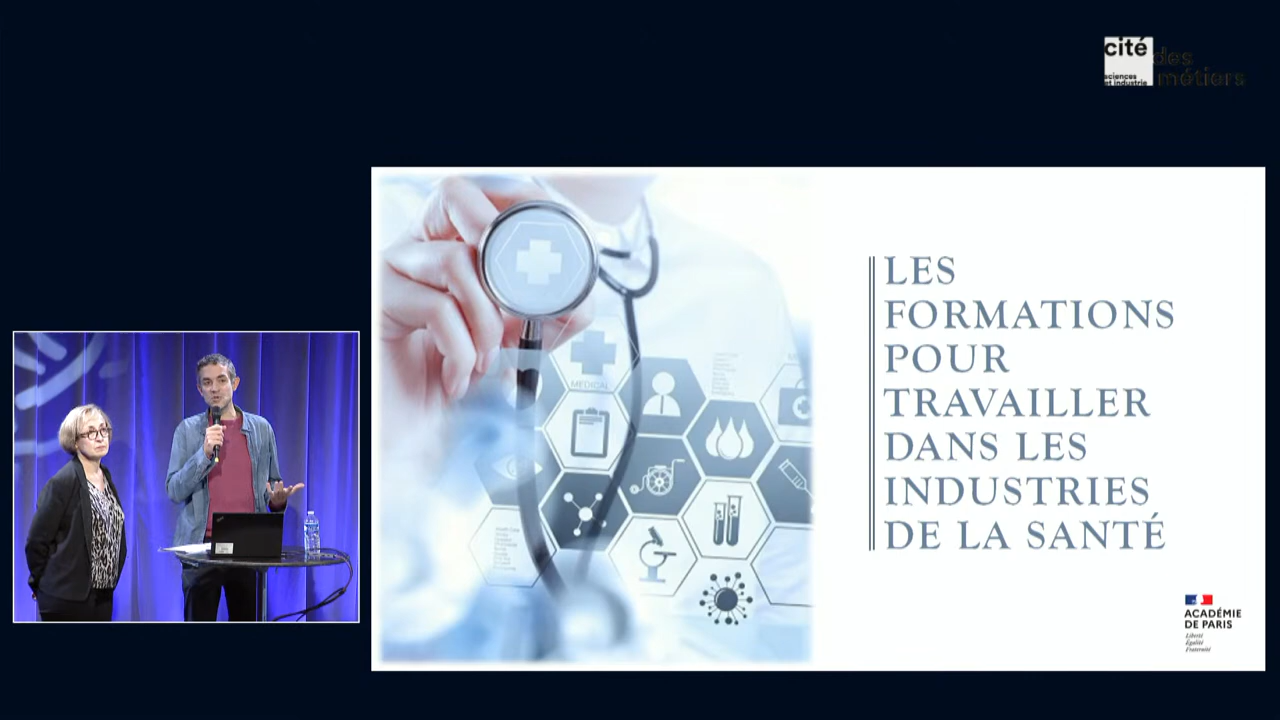 cité
des
sciences
et industrie
métiers
LES
FORMATIONS
POUR
TRAVAILLER
DANS LES
INDUSTRIES
DE LA SANTÉ
MEDICAL
ACADÉMIE
DE PARIS
Liberté
Égalité
Fraternité